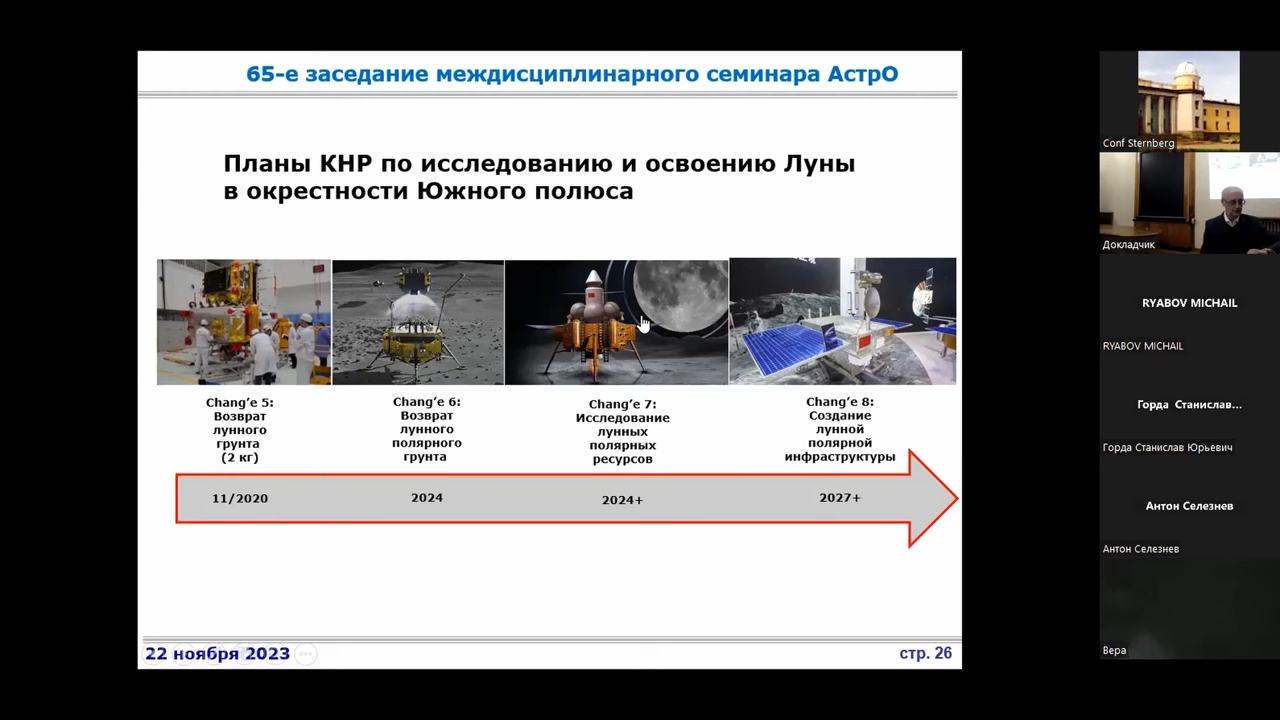 65-е заседание междисциплинарного семинара АстрО
Планы КНР по исследованию и освоению Луны
в окрестности Южного полюса
Chang’e 5:
Возврат
лунного
грунта
(2 кг)
Chang’e 6:
Возврат
лунного
полярного
грунта
Chang’e 7:
Исследование
лунных
полярных
ресурсов
Chang’e 8:
Создание
лунной
полярной
инфраструктуры
11/2020
2024
2024+
2027+
22 ноября 2023
стр. 26
Conf Sternberg
Докладчик
RYABOV MICHAIL
RYABOV MICHAIL
Горда Станислав...
Горда Станислав Юрьевич
Антон Селезнев
Антон Селезнев
Вера